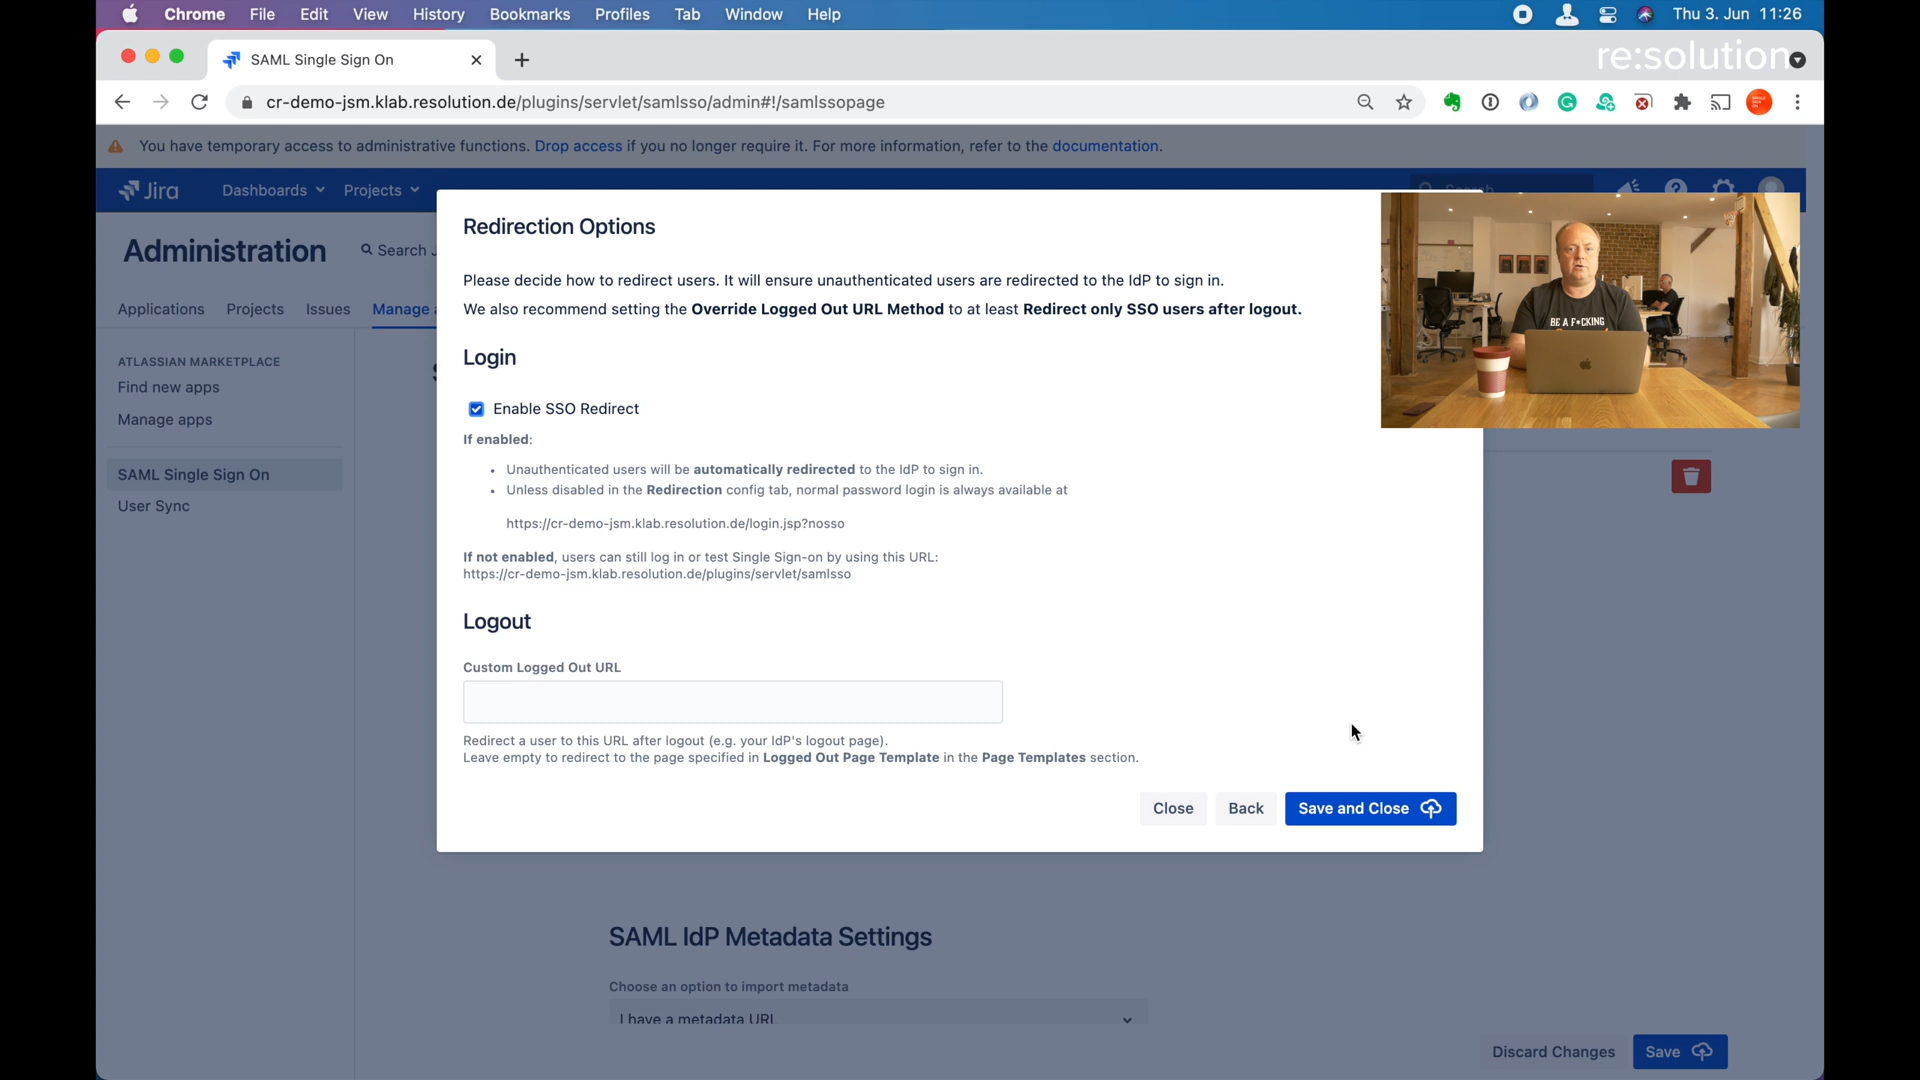 Chrome File Edit View History Bookmarks Profiles Tab Window Help Thu 3. Jun 11:26
SAML Single Sign On
re:solution
cr-demo-jsm.klab.resolution.de/plugins/servlet/samlsso/admin#!/samlssopage
You have temporary access to administrative functions. Drop access if you no longer require it. For more information, refer to the documentation.
Jira Dashboards Projects Search
Administration Search
Applications Projects Issues Manage
ATLASSIAN MARKETPLACE
Find new apps
Manage apps
SAML Single Sign On
User Sync
Redirection Options
Please decide how to redirect users. It will ensure unauthenticated users are redirected to the IdP to sign in.
We also recommend setting the Override Logged Out URL Method to at least Redirect only SSO users after logout.
BE A F*CKING
Login
Enable SSO Redirect
If enabled:
• Unauthenticated users will be automatically redirected to the IdP to sign in.
• Unless disabled in the Redirection config tab, normal password login is always available at
https://cr-demo-jsm.klab.resolution.de/login.jsp?nosso
If not enabled, users can still log in or test Single Sign-on by using this URL:
https://cr-demo-jsm.klab.resolution.de/plugins/servlet/samlsso
Logout
Custom Logged Out URL
Redirect a user to this URL after logout (e.g. your IdP's logout page).
Leave empty to redirect to the page specified in Logged Out Page Template in the Page Templates section.
Close Back Save and Close
SAML IdP Metadata Settings
Choose an option to import metadata
I have a metadata URL
Discard Changes Save